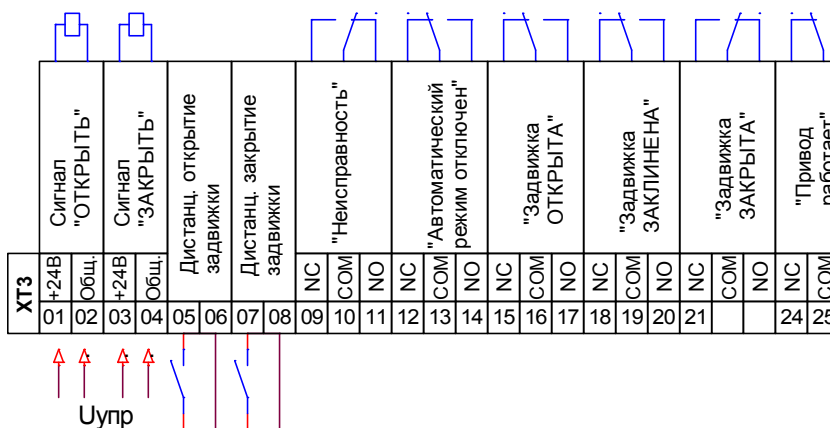 Сигнал
"ОТКРЫТЬ"
Сигнал
"ЗАКРЫТЬ"
Дистанц. открытие
задвижки
Дистанц. закрытие
задвижки
"Неисправность"
"Автоматический
режим отключен"
"Задвижка
ОТКРЫТА"
"Задвижка
ЗАКЛИНЕНА"
"Задвижка
ЗАКРЫТА"
"Привод
работает"
XT3
+24В Общ. +24В Общ. NC COM NO NC COM NO NC COM NO NC COM NO NC COM NO NC COM
01 02 03 04 05 06 07 08 09 10 11 12 13 14 15 16 17 18 19 20 21 24 25
Uупр